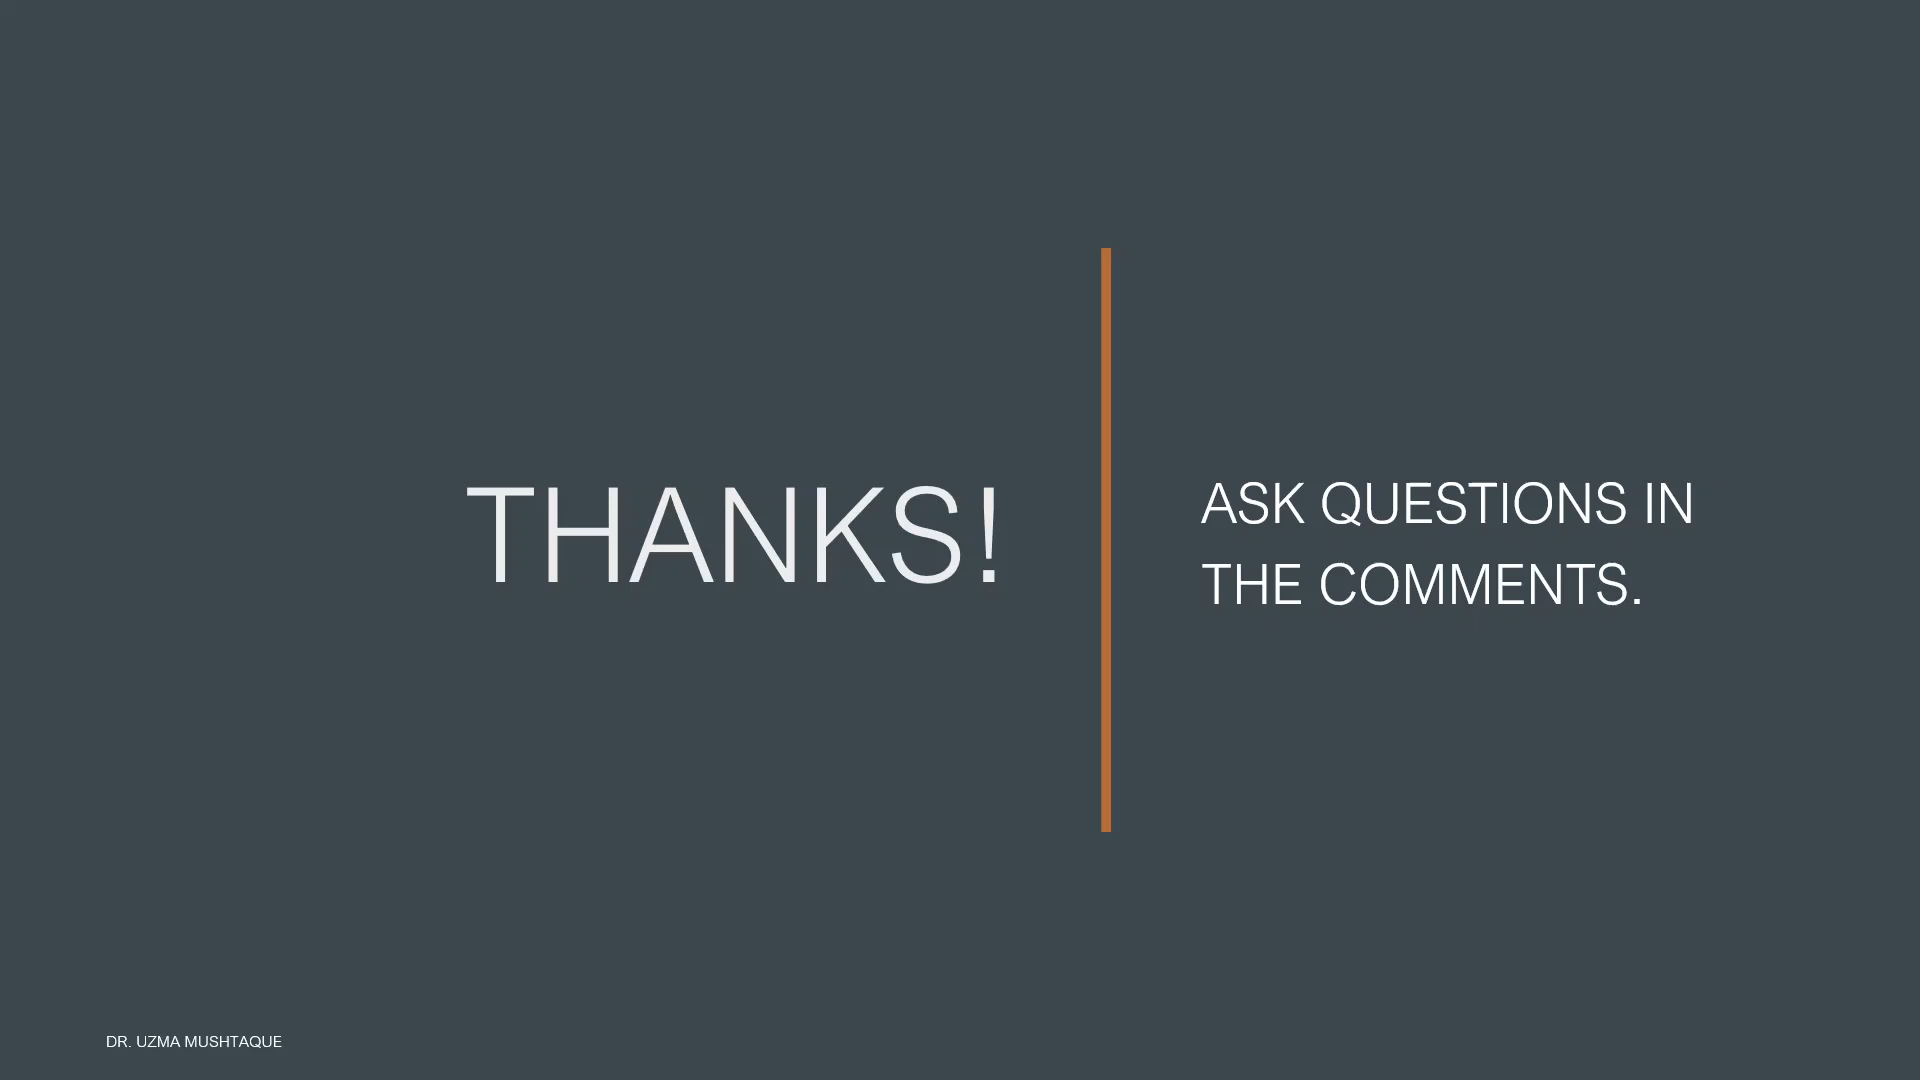 THANKS!
ASK QUESTIONS IN
THE COMMENTS.
DR. UZMA MUSHTAQUE